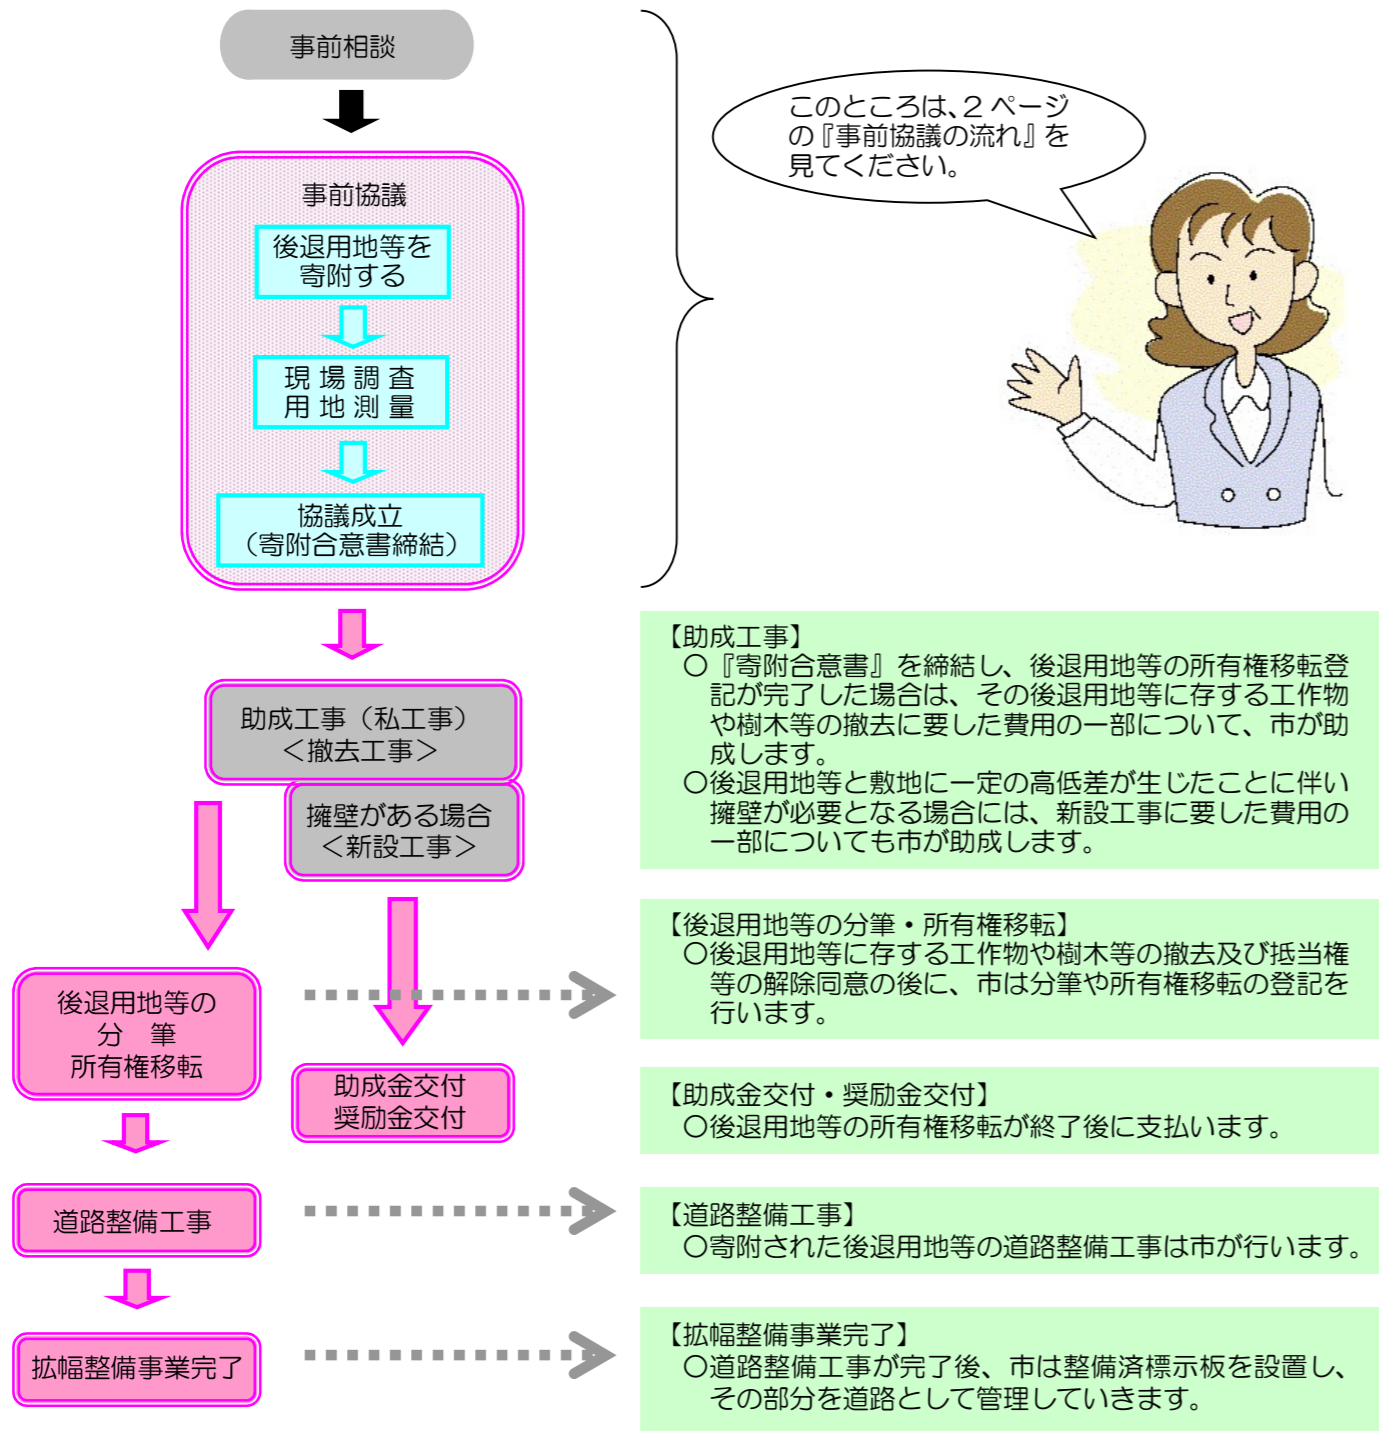 事前相談
このところは、2 ページ
の『事前協議の流れ』を
見てください。
事前協議
後退用地等を
寄附する
現 場 調 査
用 地 測 量
協議成立
（寄附合意書締結）
助成工事（私工事）
＜撤去工事＞
擁壁がある場合
＜新設工事＞
【助成工事】
○『寄附合意書』を締結し、後退用地等の所有権移転登
記が完了した場合は、その後退用地等に存する工作物
や樹木等の撤去に要した費用の一部について、市が助
成します。
○後退用地等と敷地に一定の高低差が生じたことに伴い
擁壁が必要となる場合には、新設工事に要した費用の
一部についても市が助成します。
後退用地等の
分　筆
所有権移転
【後退用地等の分筆・所有権移転】
○後退用地等に存する工作物や樹木等の撤去及び抵当権
等の解除同意の後に、市は分筆や所有権移転の登記を
行います。
助成金交付
奨励金交付
【助成金交付・奨励金交付】
○後退用地等の所有権移転が終了後に支払います。
道路整備工事
【道路整備工事】
○寄附された後退用地等の道路整備工事は市が行います。
拡幅整備事業完了
【拡幅整備事業完了】
○道路整備工事が完了後、市は整備済標示板を設置し、
その部分を道路として管理していきます。